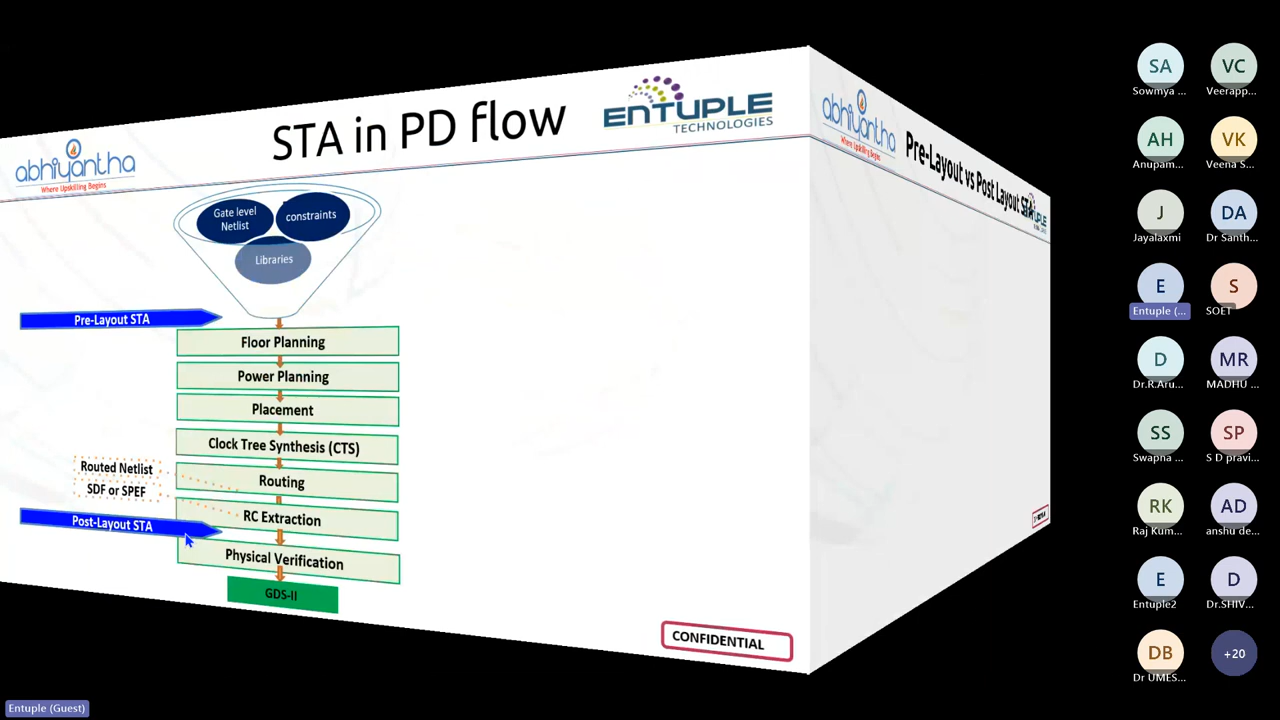 STA in PD flow
abhiyantha
Where Upskilling Begins
ENTUPLE
TECHNOLOGIES
Gate level
Netlist
constraints
Libraries
Pre-Layout STA
Floor Planning
Power Planning
Placement
Clock Tree Synthesis (CTS)
Routed Netlist
Routing
SDF or SPEF
RC Extraction
Post-Layout STA
Physical Verification
GDS-II
CONFIDENTIAL
abhiyantha
Where Upskilling Begins
Pre-Layout vs Post Layout STA
SA
Sowmya ...
VC
Veerapp...
AH
Anupam...
VK
Veena S...
J
Jayalaxmi
DA
Dr Santh...
E
Entuple (...
S
SOET
D
Dr.R.Aru...
MR
MADHU ...
SS
Swapna ...
SP
S D pravi...
RK
Raj Kum...
AD
anshu de...
E
Entuple2
D
Dr.SHIV...
DB
Dr UMES...
+20
Entuple (Guest)